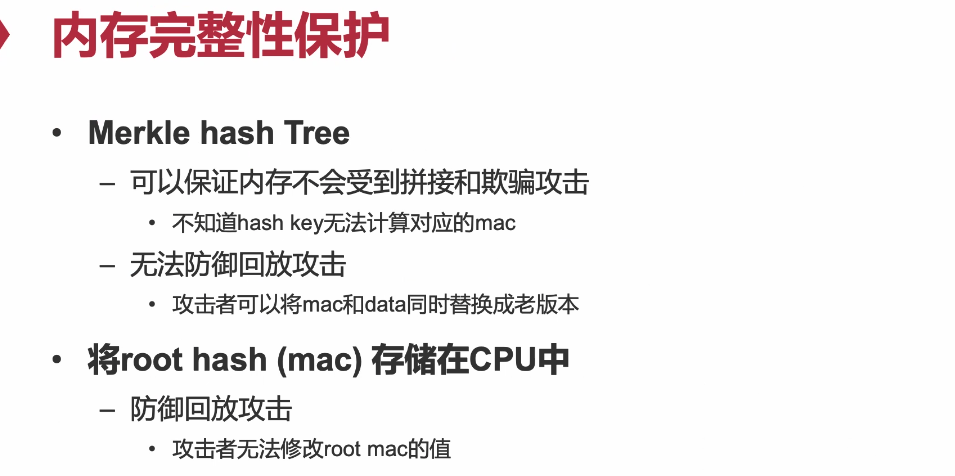 内存完整性保护
• Merkle hash Tree
– 可以保证内存不会受到拼接和欺骗攻击
• 不知道hash key无法计算对应的mac
– 无法防御回放攻击
• 攻击者可以将mac和data同时替换成老版本
• 将root hash (mac) 存储在CPU中
– 防御回放攻击
• 攻击者无法修改root mac的值